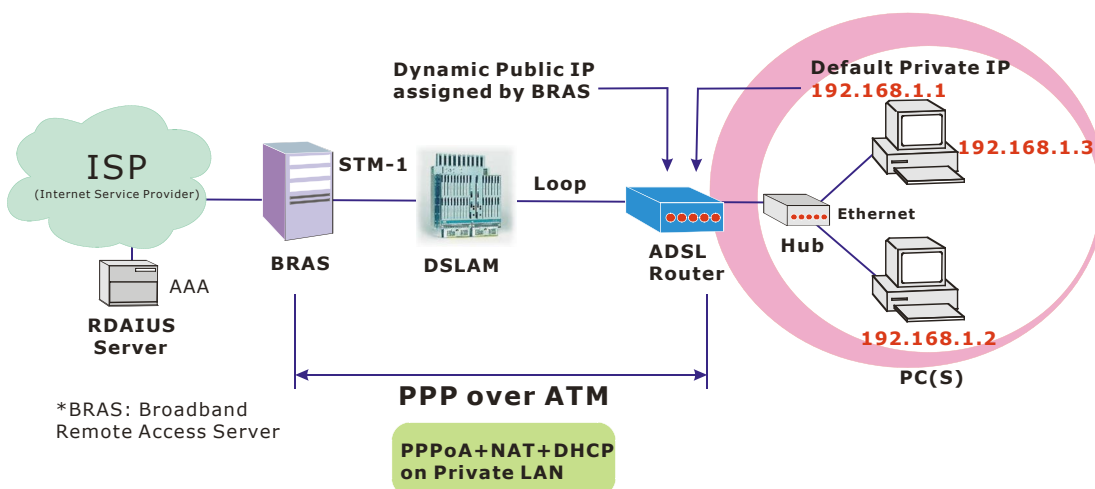 Dynamic Public IP
assigned by BRAS
Default Private IP
192.168.1.1
192.168.1.3
ISP
(Internet Service Provider)
STM-1
Loop
Ethernet
Hub
BRAS
DSLAM
ADSL
Router
AAA
RDAIUS
Server
192.168.1.2
PC(S)
PPP over ATM
*BRAS: Broadband
Remote Access Server
PPPoA+NAT+DHCP
on Private LAN